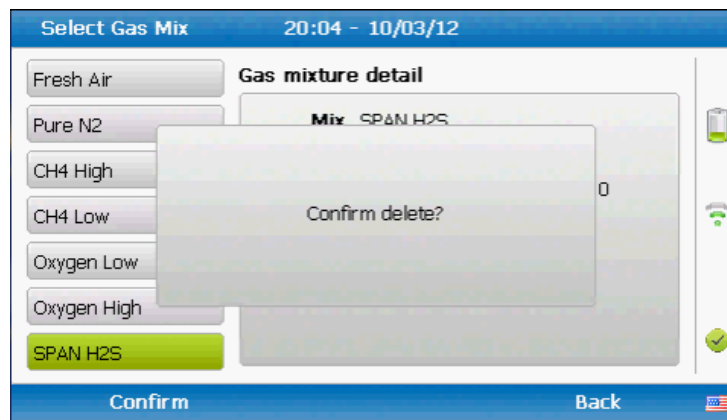 Select Gas Mix 20:04 - 10/03/12
Fresh Air
Pure N2
CH4 High
CH4 Low
Oxygen Low
Oxygen High
SPAN H2S
Gas mixture detail
Mix SPAN H2S
0
Confirm delete?
Confirm Back